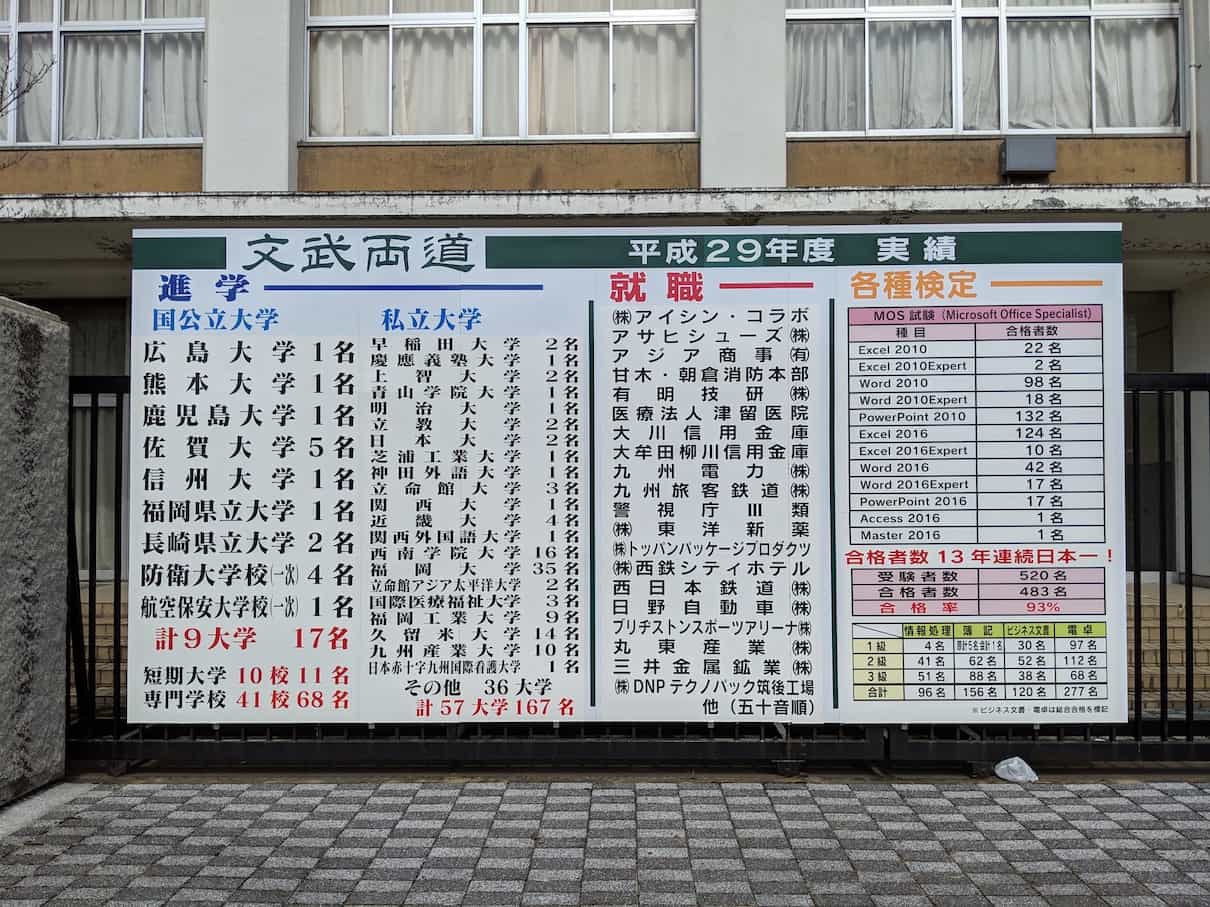 文武両道
平成29年度 実績
進学
国公立大学
広島大学 1名
熊本大学 1名
鹿児島大学 1名
佐賀大学 5名
信州大学 1名
福岡県立大学 1名
長崎県立大学 2名
防衛大学校(一次) 4名
航空保安大学校(一次) 1名
計9大学 17名
短期大学 10校 11名
専門学校 41校 68名
私立大学
早稲田大学 2名
慶應義塾大学 1名
上智大学 2名
青山学院大学 1名
明治大学 1名
立教大学 2名
日本大学 2名
芝浦工業大学 1名
神田外語大学 1名
立命館大学 3名
関西大学 1名
近畿大学 4名
関西外国語大学 1名
西南学院大学 16名
福岡大学 35名
立命館アジア太平洋大学 2名
国際医療福祉大学 3名
福岡工業大学 9名
久留米大学 14名
九州産業大学 10名
日本赤十字九州国際看護大学 1名
その他 36大学
計57大学167名
就職
㈱アイシン・コラボ
アサヒシューズ㈱
アジア商事㈲
甘木・朝倉消防本部
有明技研㈱
医療法人津留医院
大川信用金庫
大牟田柳川信用金庫
九州電力㈱
九州旅客鉄道㈱
警視庁Ⅲ類
㈱東洋新薬
㈱トッパンパッケージプロダクツ
㈱西鉄シティホテル
西日本鉄道㈱
日野自動車㈱
ブリヂストンスポーツアリーナ㈱
丸東産業㈱
三井金属鉱業㈱
㈱DNPテクノパック筑後工場
他(五十音順)
各種検定
MOS試験(Microsoft Office Specialist)
種目 合格者数
Excel 2010 22名
Excel 2010Expert 2名
Word 2010 98名
Word 2010Expert 18名
PowerPoint 2010 132名
Excel 2016 124名
Excel 2016Expert 10名
Word 2016 42名
Word 2016Expert 17名
PowerPoint 2016 17名
Access 2016 1名
Master 2016 1名
合格者数13年連続日本一!
受験者数 520名
合格者数 483名
合格率 93%
情報処理 簿記 ビジネス文書 電卓
1級 4名 原計5名会計1名 30名 97名
2級 41名 62名 52名 112名
3級 51名 88名 38名 68名
合計 96名 156名 120名 277名
※ビジネス文書・電卓は総合合格を標記